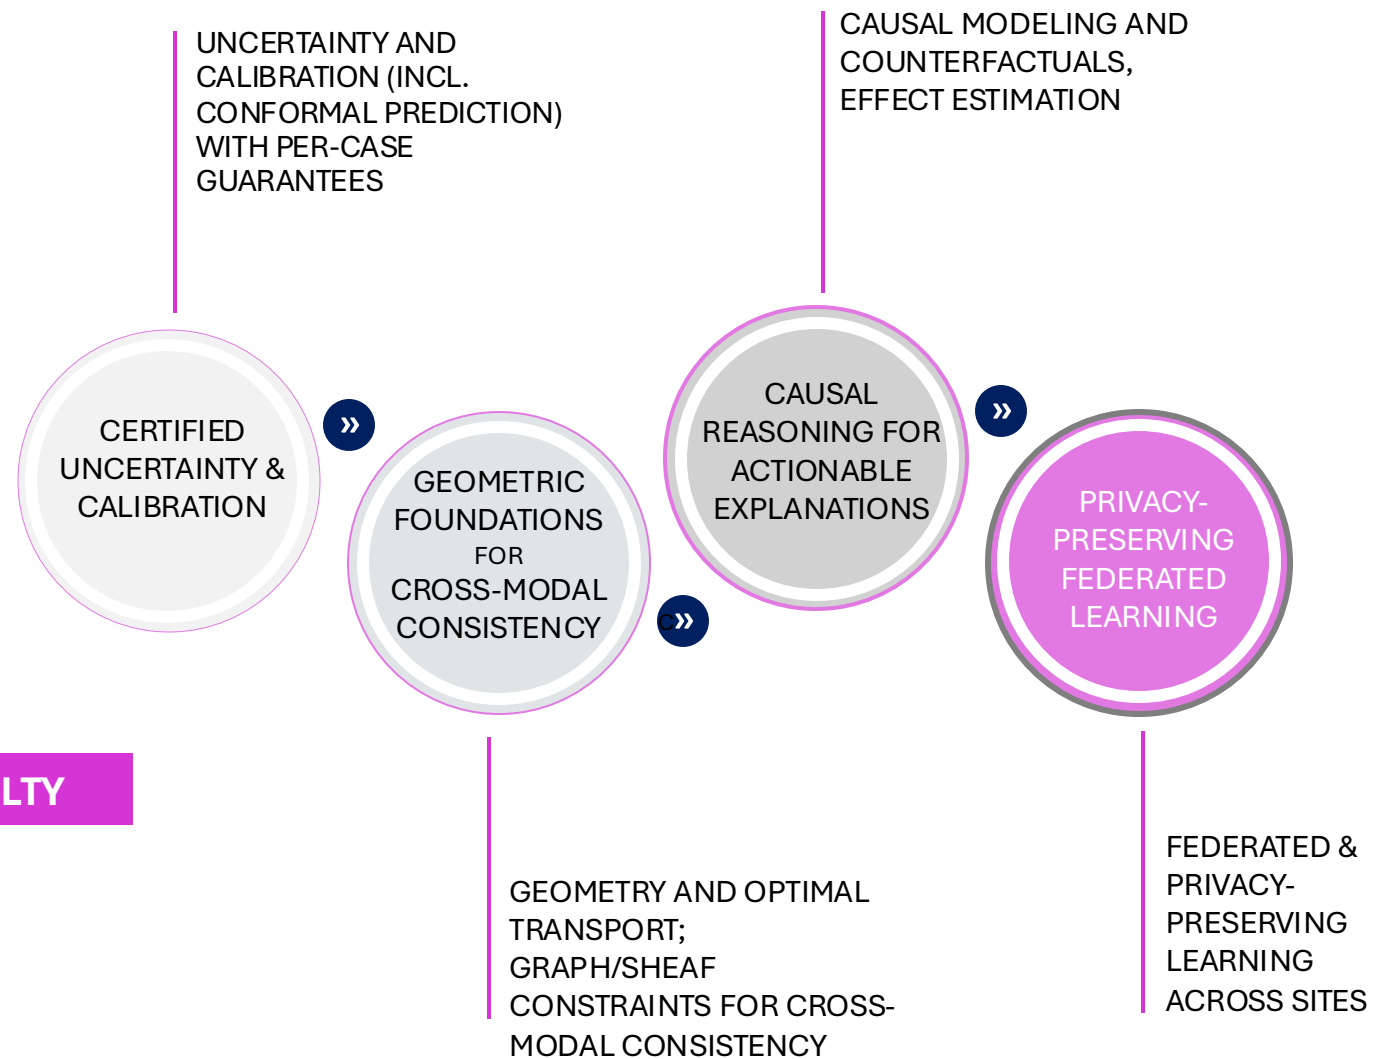 UNCERTAINTY AND
CALIBRATION (INCL.
CONFORMAL PREDICTION)
WITH PER-CASE
GUARANTEES
CAUSAL MODELING AND
COUNTERFACTUALS,
EFFECT ESTIMATION
CERTIFIED
UNCERTAINTY &
CALIBRATION
»
GEOMETRIC
FOUNDATIONS
FOR
CROSS-MODAL
CONSISTENCY
C»
CAUSAL
REASONING FOR
ACTIONABLE
EXPLANATIONS
»
PRIVACY-
PRESERVING
FEDERATED
LEARNING
LTY
GEOMETRY AND OPTIMAL
TRANSPORT;
GRAPH/SHEAF
CONSTRAINTS FOR CROSS-
MODAL CONSISTENCY
FEDERATED &
PRIVACY-
PRESERVING
LEARNING
ACROSS SITES